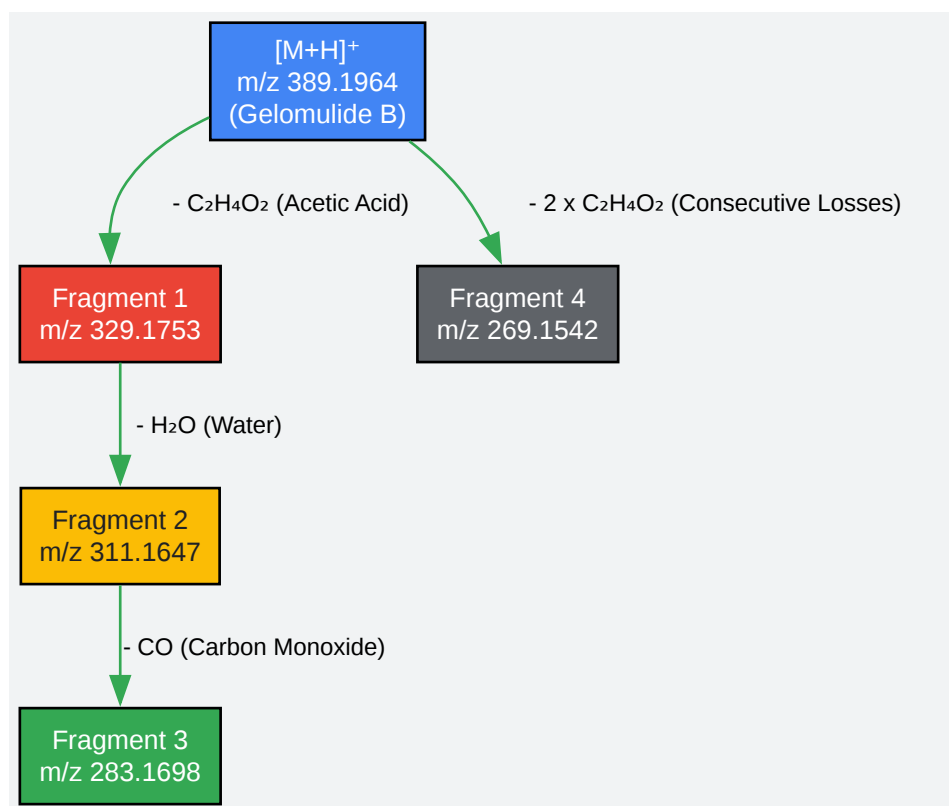 [M+H]⁺
m/z 389.1964
(Gelomulide B)
- C₂H₄O₂ (Acetic Acid)
- 2 x C₂H₄O₂ (Consecutive Losses)
Fragment 1
m/z 329.1753
Fragment 4
m/z 269.1542
- H₂O (Water)
Fragment 2
m/z 311.1647
- CO (Carbon Monoxide)
Fragment 3
m/z 283.1698